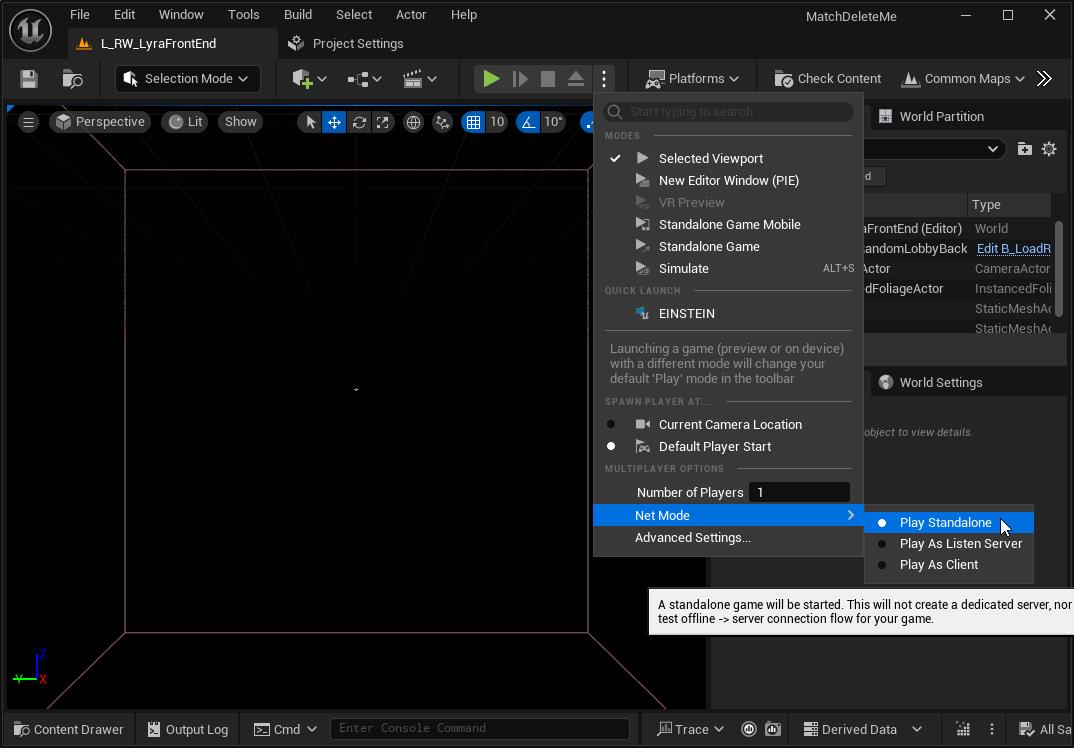 File Edit Window Tools Build Select Actor Help MatchDeleteMe
L_RW_LyraFrontEnd Project Settings
Selection Mode Platforms Check Content Common Maps
Perspective Lit Show 10 10°
Start typing to search
World Partition
MODES
Selected Viewport
New Editor Window (PIE)
VR Preview
Standalone Game Mobile
Standalone Game
Simulate ALT+S
QUICK LAUNCH
EINSTEIN
Launching a game (preview or on device)
with a different mode will change your
default 'Play' mode in the toolbar
SPAWN PLAYER AT...
Current Camera Location
Default Player Start
MULTIPLAYER OPTIONS
Number of Players 1
Net Mode
Advanced Settings...
Type
aFrontEnd (Editor) World
andomLobbyBack Edit B_LoadR
Actor CameraActor
edFoliageActor InstancedFoli
StaticMeshAc
StaticMeshAc
World Settings
object to view details.
Play Standalone
Play As Listen Server
Play As Client
A standalone game will be started. This will not create a dedicated server, nor
test offline -> server connection flow for your game.
Z
Y X
Content Drawer Output Log Cmd Enter Console Command Trace Derived Data All Sa